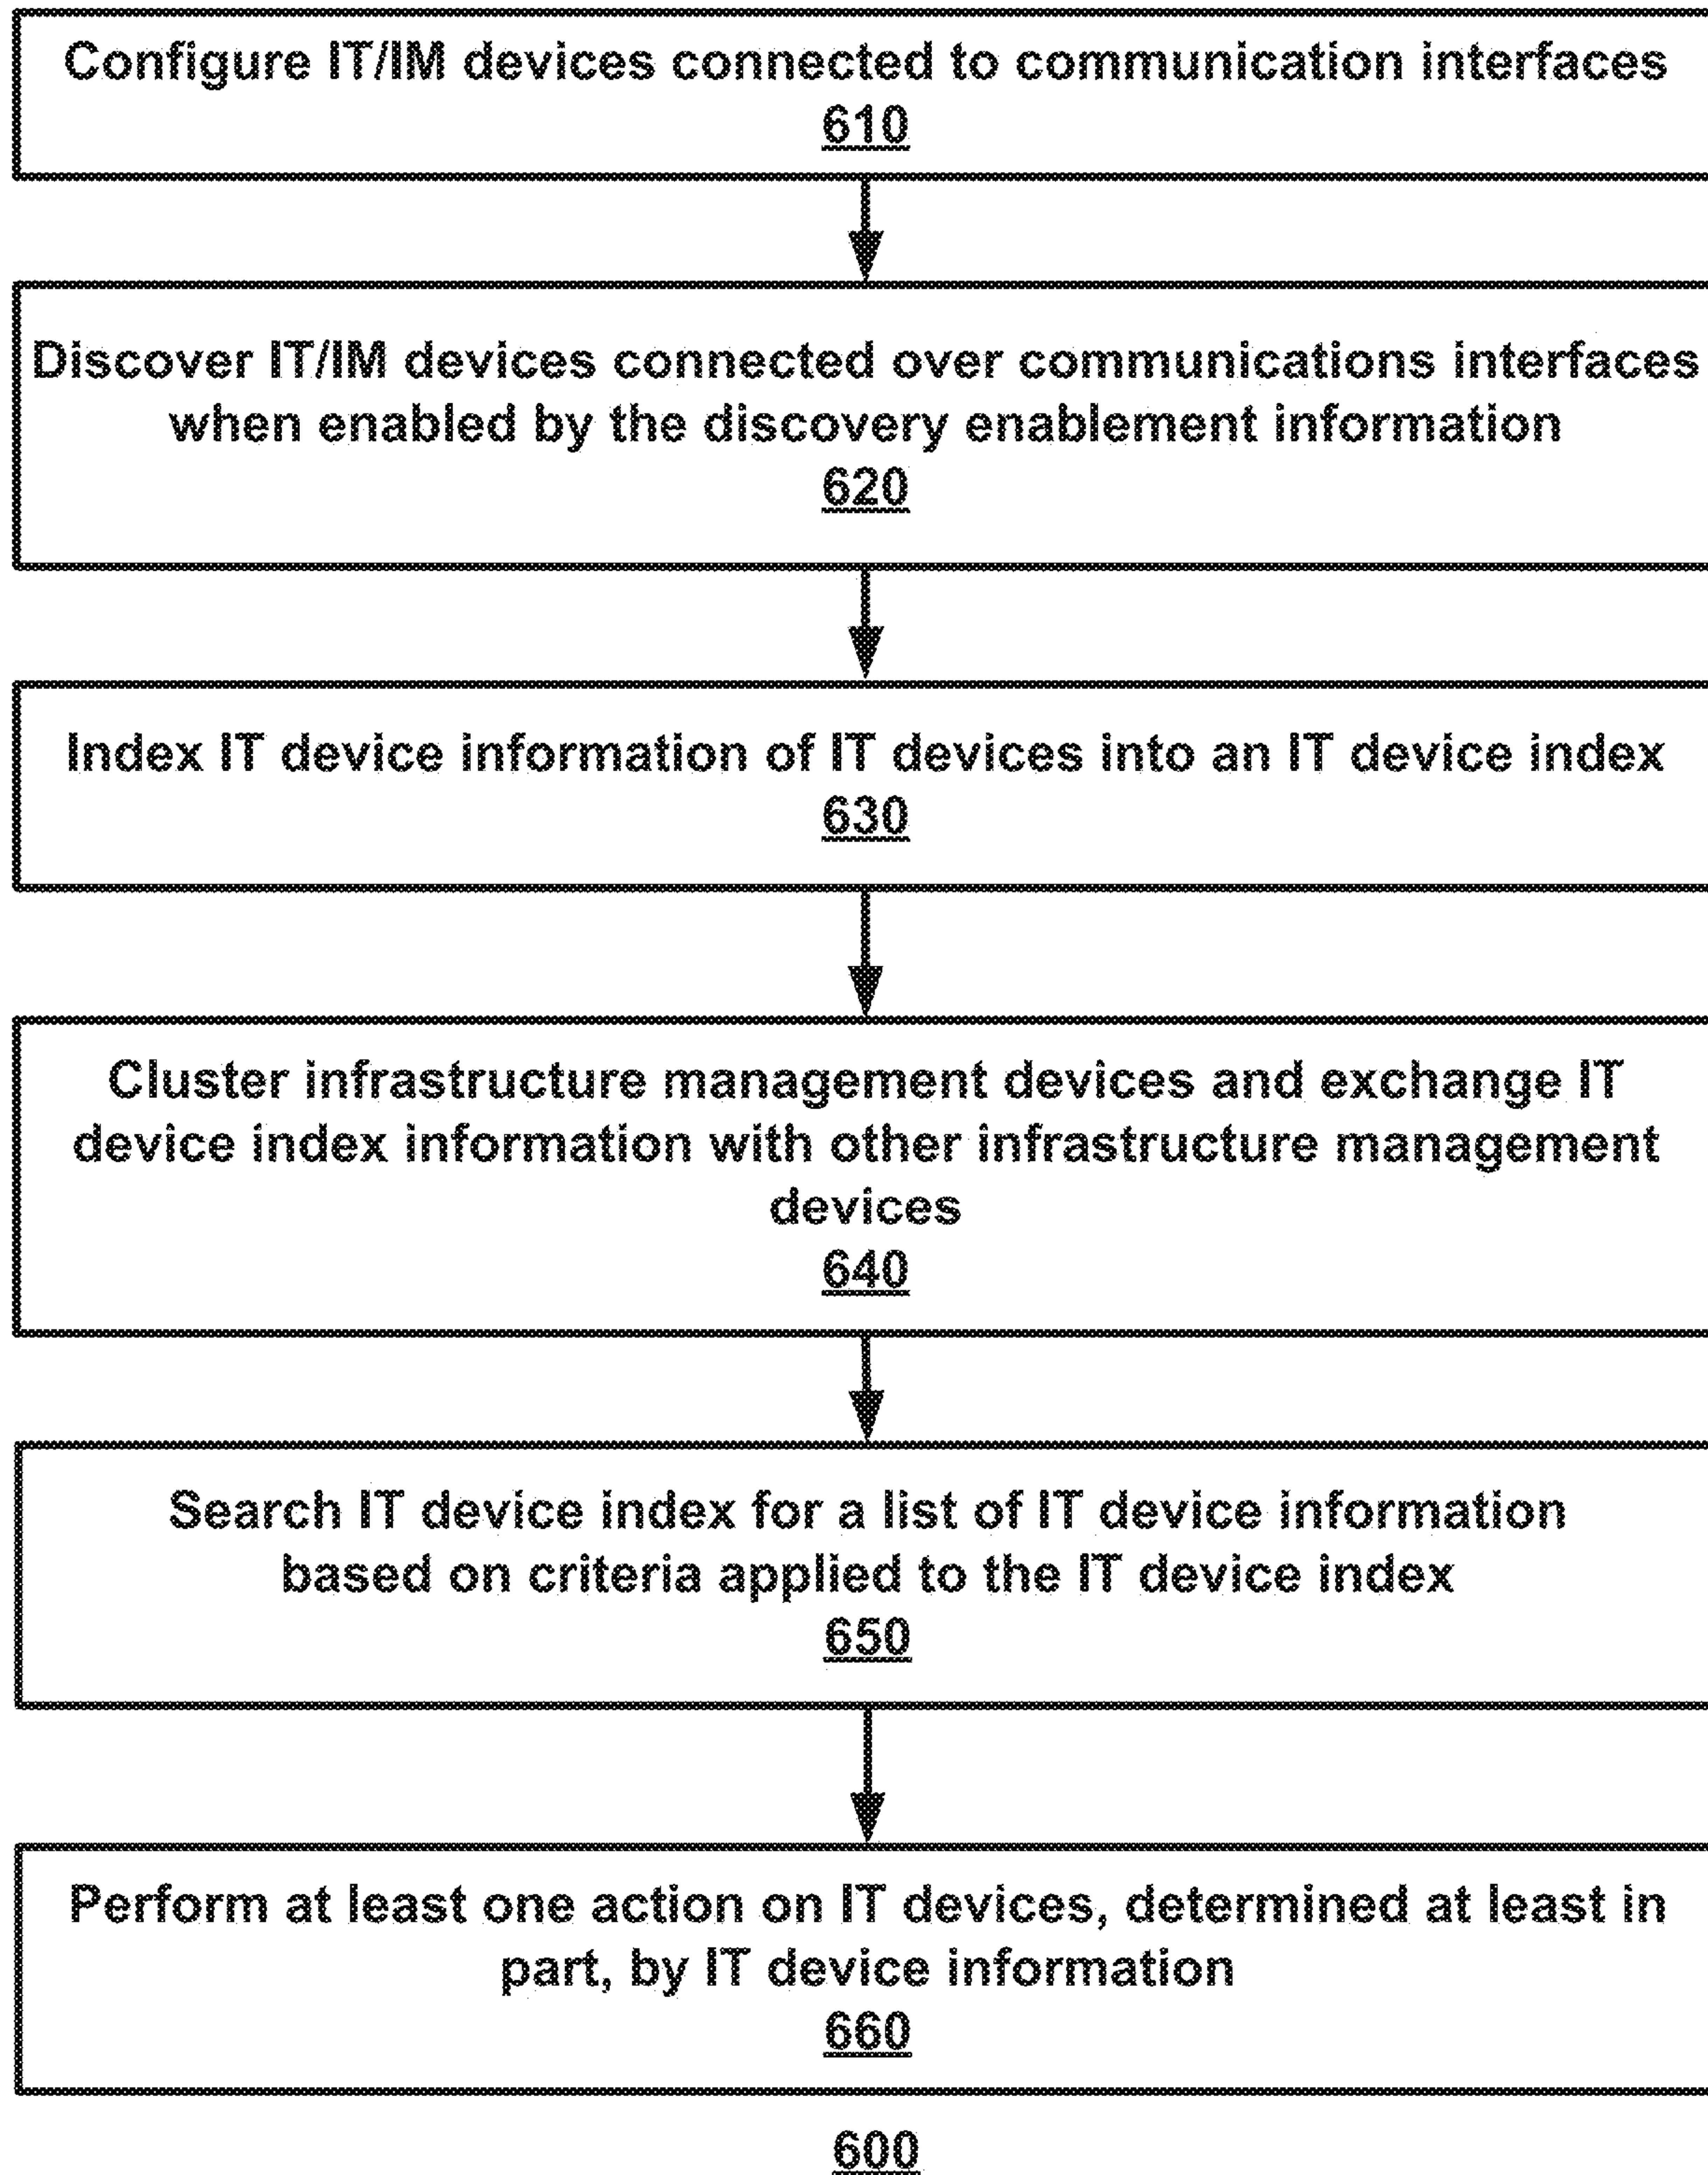 Configure IT/IM devices connected to communication interfaces
610
Discover IT/IM devices connected over communications interfaces
when enabled by the discovery enablement information
620
Index IT device information of IT devices into an IT device index
630
Cluster infrastructure management devices and exchange IT
device index information with other infrastructure management
devices
640
Search IT device index for a list of IT device information
based on criteria applied to the IT device index
650
Perform at least one action on IT devices, determined at least in
part, by IT device information
660
600